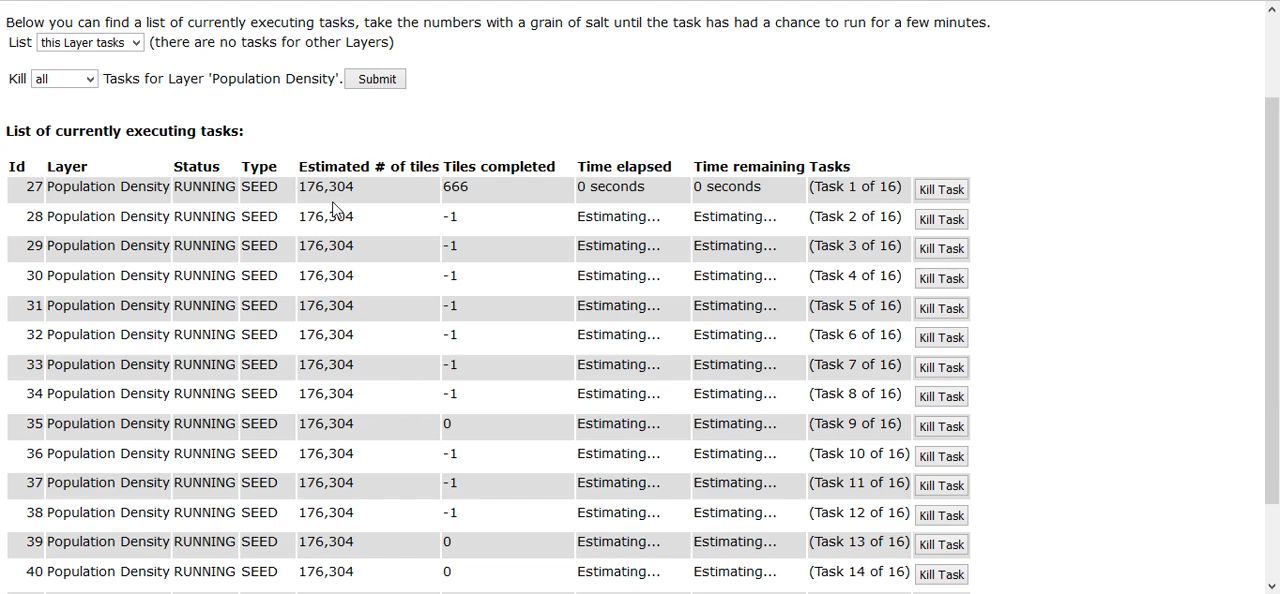 Below you can find a list of currently executing tasks, take the numbers with a grain of salt until the task has had a chance to run for a few minutes.
List this Layer tasks (there are no tasks for other Layers)
Kill all Tasks for Layer 'Population Density'. Submit
List of currently executing tasks:
Id Layer Status Type Estimated # of tiles Tiles completed Time elapsed Time remaining Tasks
27 Population Density RUNNING SEED 176,304 666 0 seconds 0 seconds (Task 1 of 16) Kill Task
28 Population Density RUNNING SEED 176,304 -1 Estimating... Estimating... (Task 2 of 16) Kill Task
29 Population Density RUNNING SEED 176,304 -1 Estimating... Estimating... (Task 3 of 16) Kill Task
30 Population Density RUNNING SEED 176,304 -1 Estimating... Estimating... (Task 4 of 16) Kill Task
31 Population Density RUNNING SEED 176,304 -1 Estimating... Estimating... (Task 5 of 16) Kill Task
32 Population Density RUNNING SEED 176,304 -1 Estimating... Estimating... (Task 6 of 16) Kill Task
33 Population Density RUNNING SEED 176,304 -1 Estimating... Estimating... (Task 7 of 16) Kill Task
34 Population Density RUNNING SEED 176,304 -1 Estimating... Estimating... (Task 8 of 16) Kill Task
35 Population Density RUNNING SEED 176,304 0 Estimating... Estimating... (Task 9 of 16) Kill Task
36 Population Density RUNNING SEED 176,304 -1 Estimating... Estimating... (Task 10 of 16) Kill Task
37 Population Density RUNNING SEED 176,304 -1 Estimating... Estimating... (Task 11 of 16) Kill Task
38 Population Density RUNNING SEED 176,304 -1 Estimating... Estimating... (Task 12 of 16) Kill Task
39 Population Density RUNNING SEED 176,304 0 Estimating... Estimating... (Task 13 of 16) Kill Task
40 Population Density RUNNING SEED 176,304 0 Estimating... Estimating... (Task 14 of 16) Kill Task